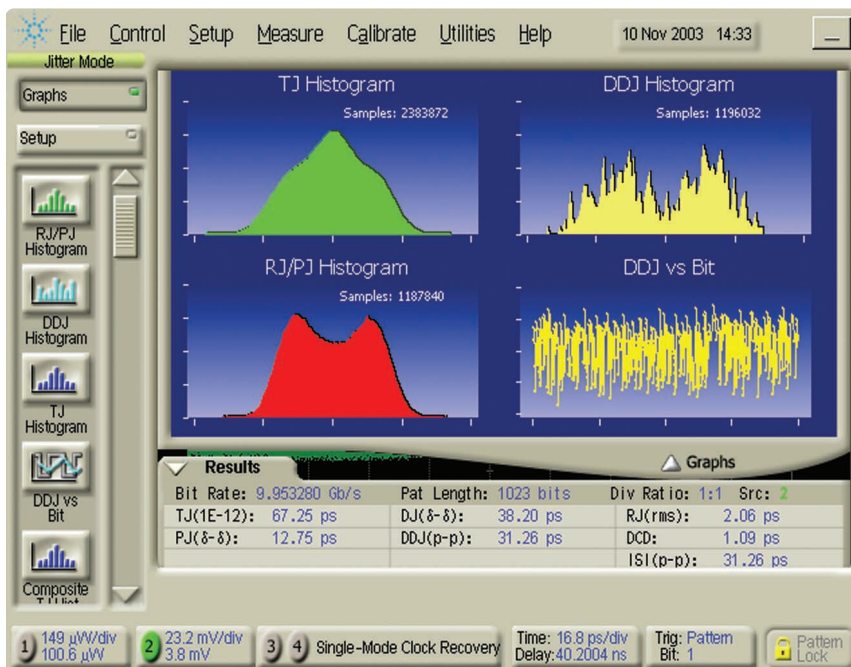 File Control Setup Measure Calibrate Utilities Help 10 Nov 2003 14:33
Jitter Mode
Graphs
Setup
RJ/PJ
Histogram
DDJ
Histogram
TJ
Histogram
DDJ vs
Bit
Composite
TJ Histogram
Samples: 2383872
DDJ Histogram
Samples: 1196032
RJ/PJ Histogram
Samples: 1187840
DDJ vs Bit
Results
Graphs
Bit Rate: 9.953280 Gb/s Pat Length: 1023 bits Div Ratio: 1:1 Src: 2
TJ(1E-12): 67.25 ps DJ(δ-δ): 38.20 ps RJ(rms): 2.06 ps
PJ(δ-δ): 12.75 ps DDJ(p-p): 31.26 ps DCD: 1.09 ps
ISI(p-p): 31.26 ps
1 149 µW/div
100.6 µW
2 23.2 mV/div
3.8 mV
3 4 Single-Mode Clock Recovery
Time: 16.8 ps/div
Delay:40.2004 ns
Trig: Pattern
Bit: 1
Pattern
Lock